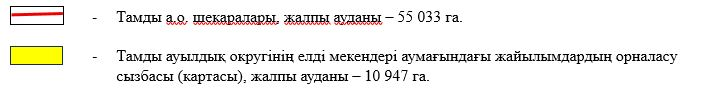 - Тамды а.о. шекаралары, жалпы ауданы – 55 033 га.
- Тамды ауылдық округінің елді мекендері аумағындағы жайылымдардың орналасу
сызбасы (картасы), жалпы ауданы – 10 947 га.